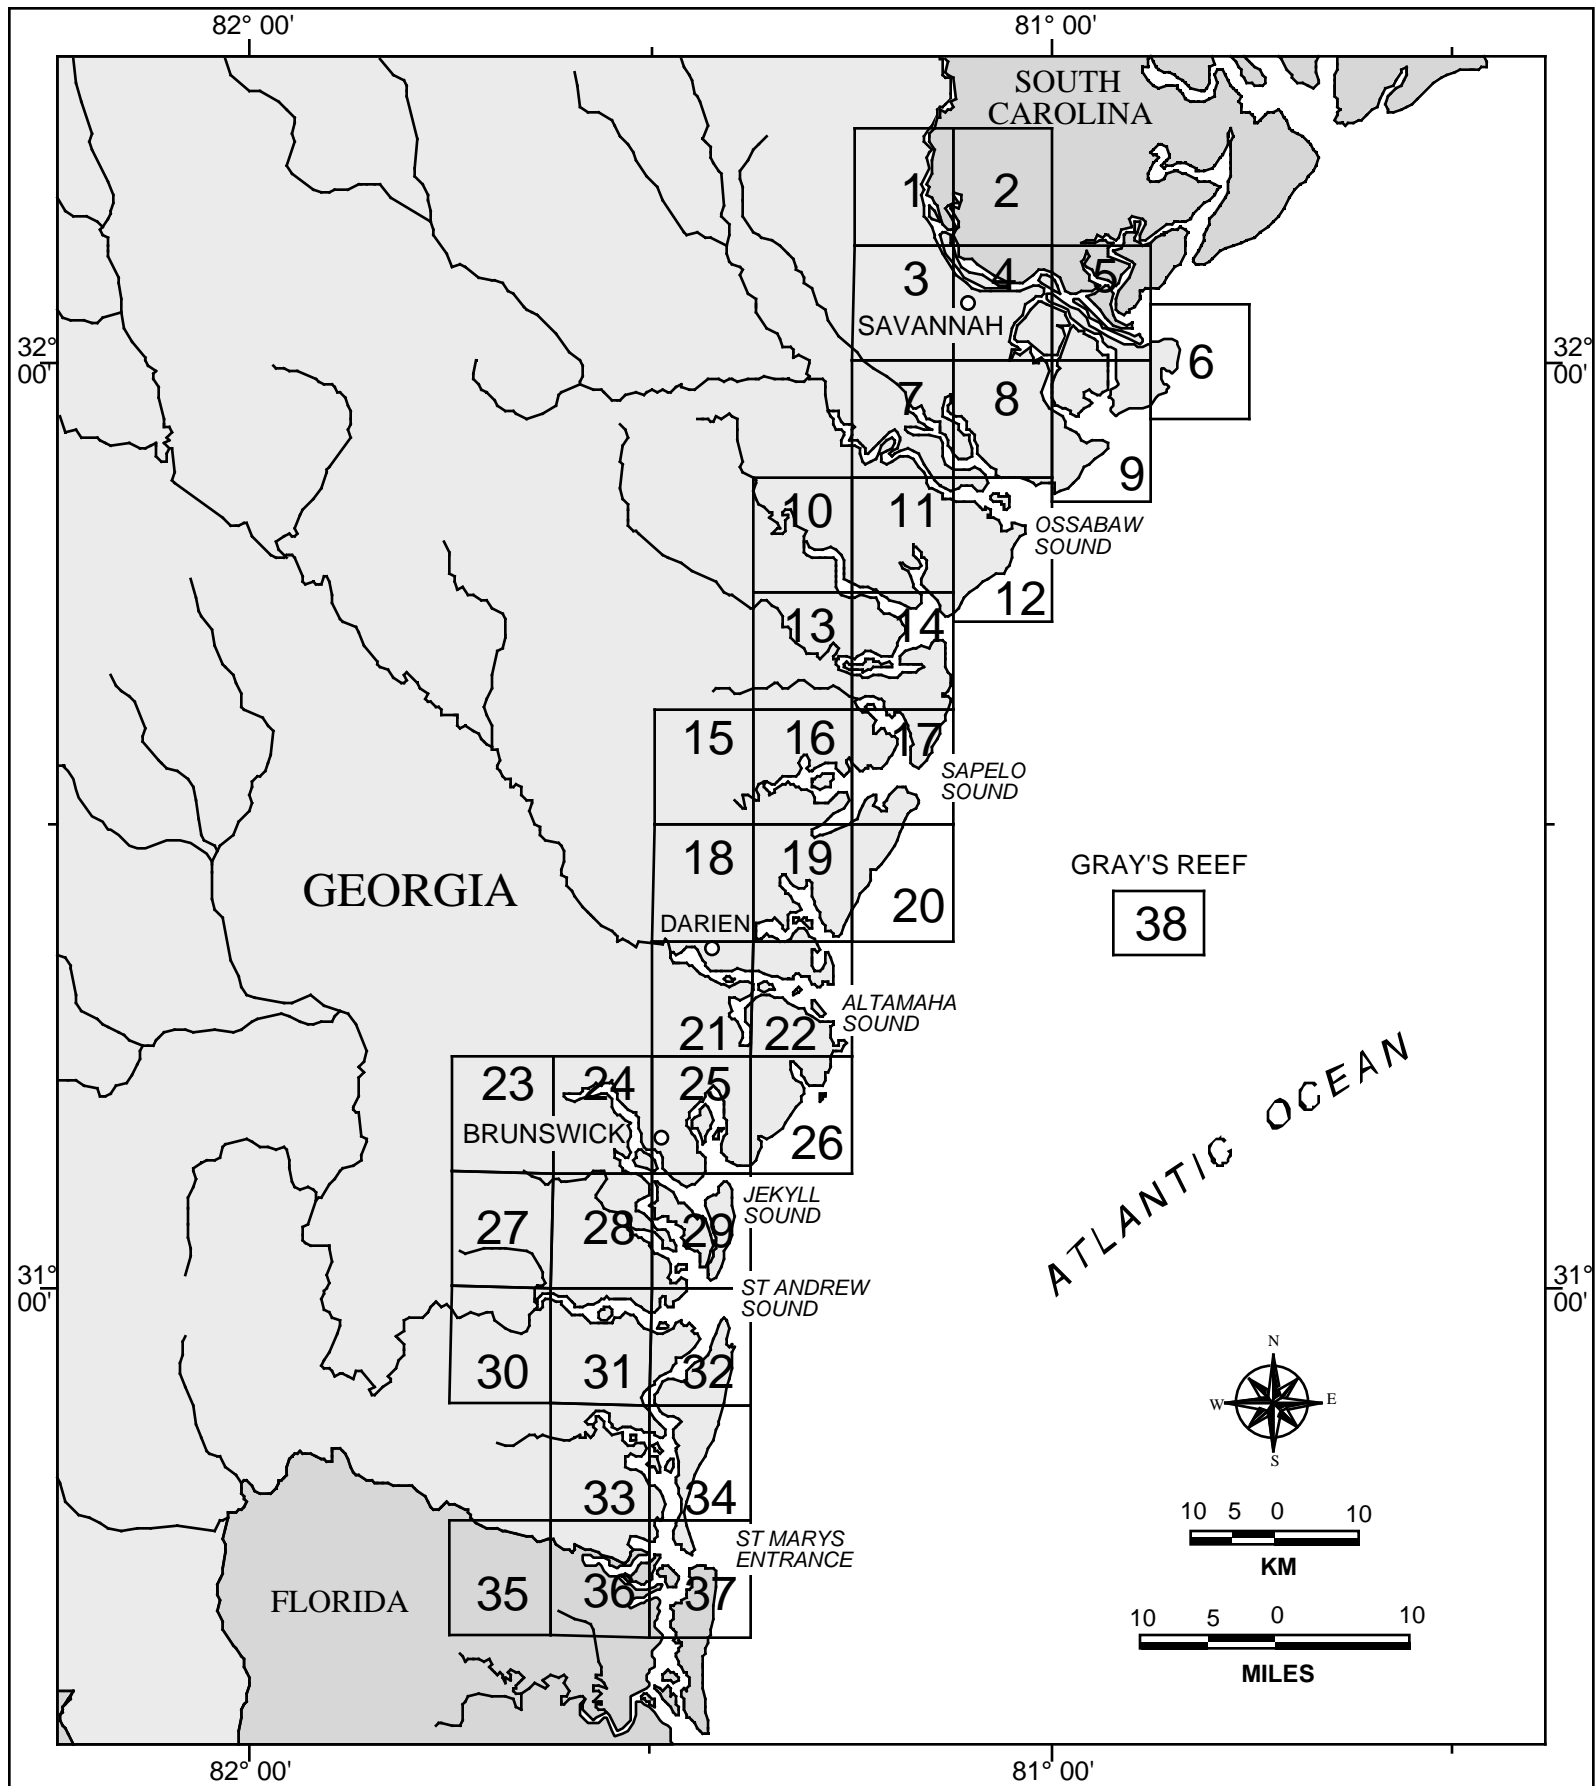 82° 00'
81° 00'
SOUTH
CAROLINA
1
2
3
4
5
SAVANNAH
32°
00'
32°
00'
6
7
8
9
10
11
OSSABAW
SOUND
12
13
14
15
16
17
SAPELO
SOUND
18
19
20
GEORGIA
GRAY'S REEF
38
DARIEN
ALTAMAHA
SOUND
21
22
ATLANTIC OCEAN
23
24
25
BRUNSWICK
26
JEKYLL
SOUND
27
28
29
31°
00'
ST ANDREW
SOUND
31°
00'
30
31
32
N
W
E
S
33
34
10 5 0 10
KM
ST MARYS
ENTRANCE
FLORIDA
35
36
37
10 5 0 10
MILES
82° 00'
81° 00'